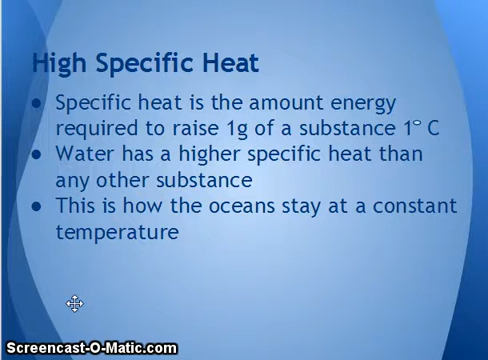 High Specific Heat
● Specific heat is the amount energy
required to raise 1g of a substance 1° C
● Water has a higher specific heat than
any other substance
● This is how the oceans stay at a constant
temperature
Screencast-O-Matic.com